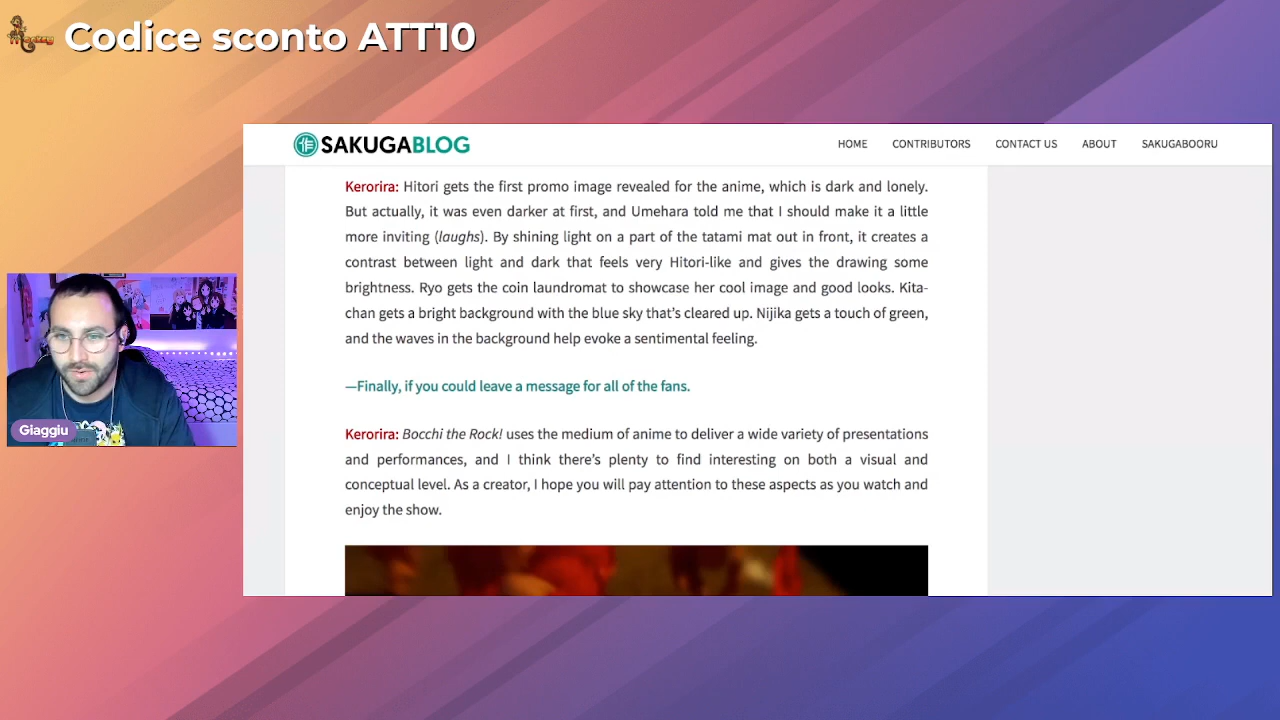 Codice sconto ATT10
SAKUGABLOG
HOME CONTRIBUTORS CONTACT US ABOUT SAKUGABOORU
Kerorira: Hitori gets the first promo image revealed for the anime, which is dark and lonely.
But actually, it was even darker at first, and Umehara told me that I should make it a little
more inviting (laughs). By shining light on a part of the tatami mat out in front, it creates a
contrast between light and dark that feels very Hitori-like and gives the drawing some
brightness. Ryo gets the coin laundromat to showcase her cool image and good looks. Kita-
chan gets a bright background with the blue sky that's cleared up. Nijika gets a touch of green,
and the waves in the background help evoke a sentimental feeling.
—Finally, if you could leave a message for all of the fans.
Kerorira: Bocchi the Rock! uses the medium of anime to deliver a wide variety of presentations
and performances, and I think there's plenty to find interesting on both a visual and
conceptual level. As a creator, I hope you will pay attention to these aspects as you watch and
enjoy the show.
Giaggiu